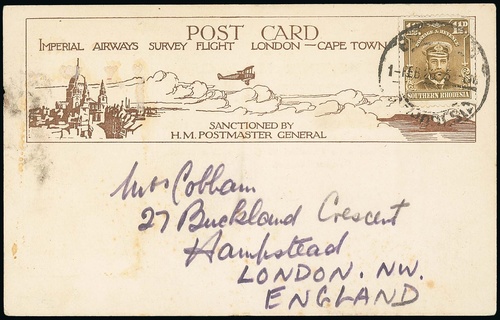 POST CARD
IMPERIAL AIRWAYS SURVEY FLIGHT LONDON—CAPE TOWN
SANCTIONED BY
H.M. POSTMASTER GENERAL
SOUTHERN RHODESIA
Mrs Cobham
27 Buckland Crescent
Hampstead
LONDON. NW.
ENGLAND